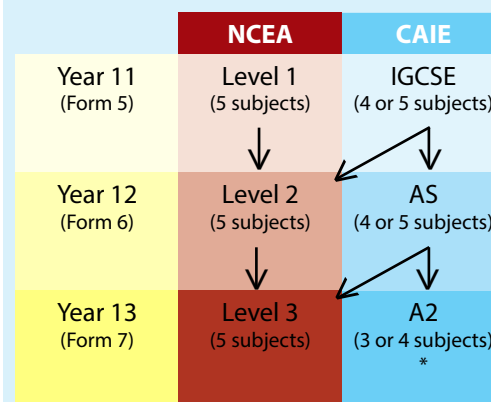 NCEA CAIE
Year 11 Level 1 IGCSE
(Form 5) (5 subjects) (4 or 5 subjects)
Year 12 Level 2 AS
(Form 6) (5 subjects) (4 or 5 subjects)
Year 13 Level 3 A2
(Form 7) (5 subjects) (3 or 4 subjects)
*